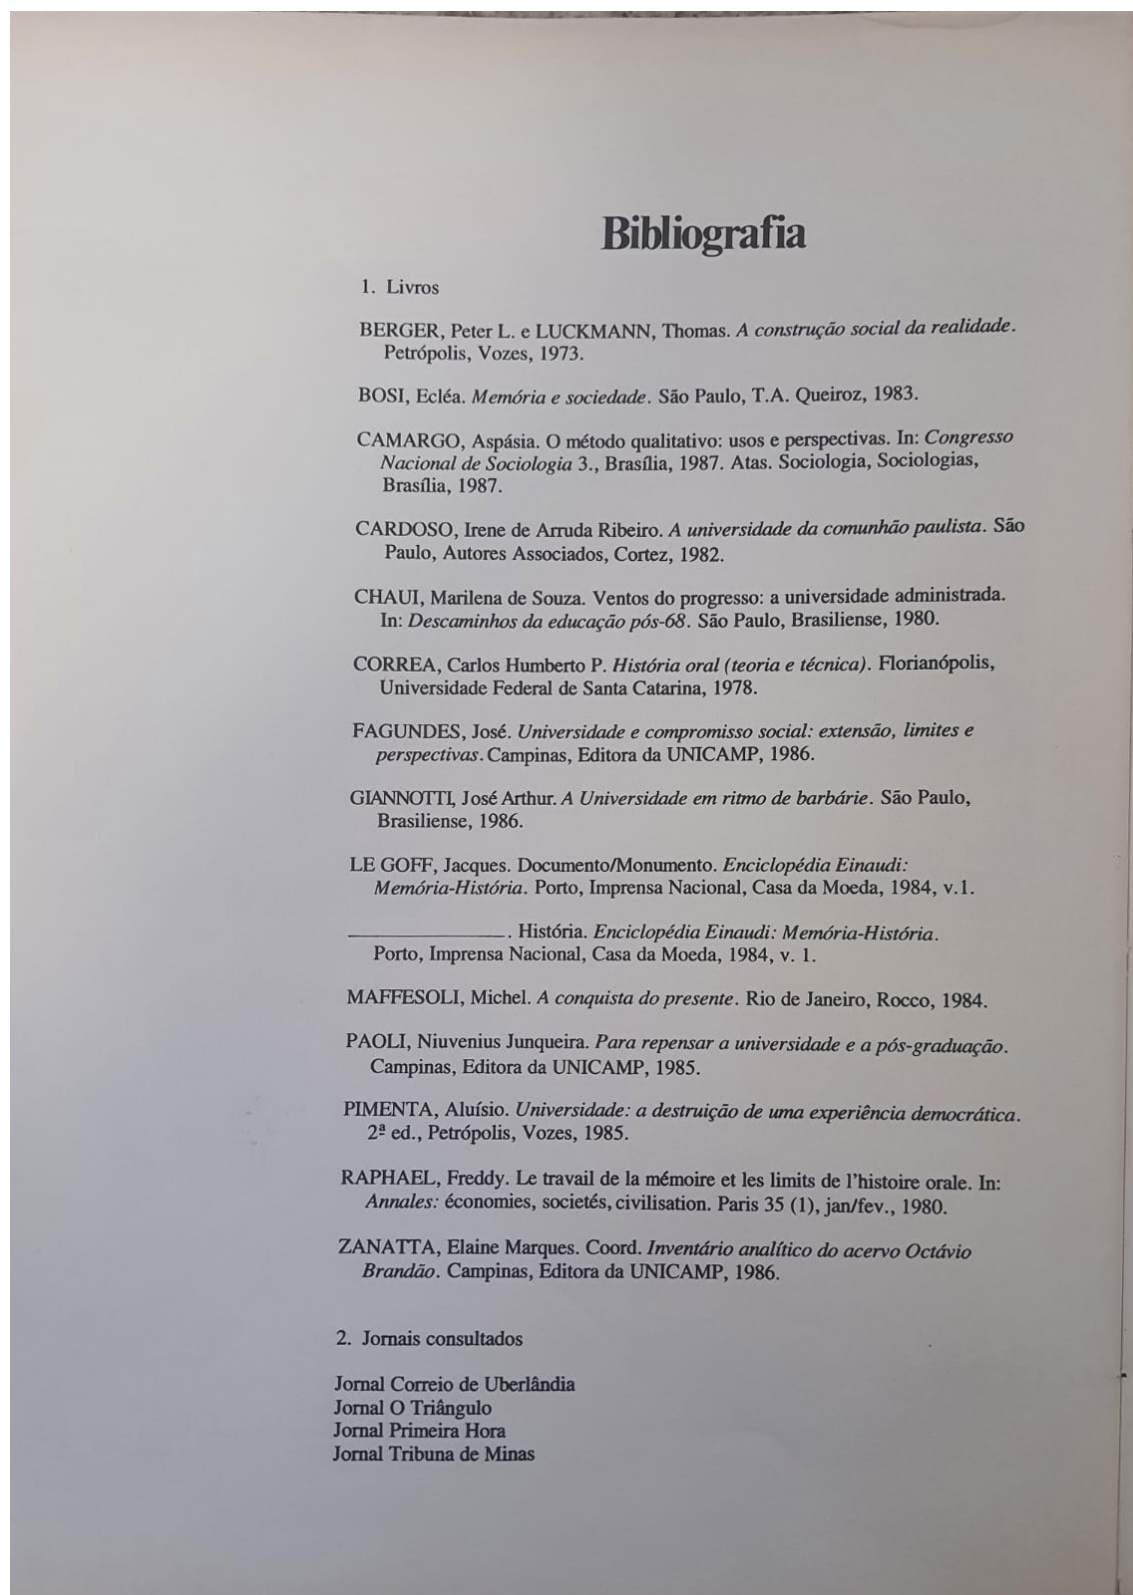 Bibliografia
1. Livros
BERGER, Peter L. e LUCKMANN, Thomas. A construção social da realidade.
Petrópolis, Vozes, 1973.
BOSI, Ecléa. Memória e sociedade. São Paulo, T.A. Queiroz, 1983.
CAMARGO, Aspásia. O método qualitativo: usos e perspectivas. In: Congresso
Nacional de Sociologia 3., Brasília, 1987. Atas. Sociologia, Sociologias,
Brasília, 1987.
CARDOSO, Irene de Arruda Ribeiro. A universidade da comunhão paulista. São
Paulo, Autores Associados, Cortez, 1982.
CHAUI, Marilena de Souza. Ventos do progresso: a universidade administrada.
In: Descaminhos da educação pós-68. São Paulo, Brasiliense, 1980.
CORREA, Carlos Humberto P. História oral (teoria e técnica). Florianópolis,
Universidade Federal de Santa Catarina, 1978.
FAGUNDES, José. Universidade e compromisso social: extensão, limites e
perspectivas. Campinas, Editora da UNICAMP, 1986.
GIANNOTTI, José Arthur. A Universidade em ritmo de barbárie. São Paulo,
Brasiliense, 1986.
LE GOFF, Jacques. Documento/Monumento. Enciclopédia Einaudi:
Memória-História. Porto, Imprensa Nacional, Casa da Moeda, 1984, v.1.
________________. História. Enciclopédia Einaudi: Memória-História.
Porto, Imprensa Nacional, Casa da Moeda, 1984, v. 1.
MAFFESOLI, Michel. A conquista do presente. Rio de Janeiro, Rocco, 1984.
PAOLI, Niuvenius Junqueira. Para repensar a universidade e a pós-graduação.
Campinas, Editora da UNICAMP, 1985.
PIMENTA, Aluísio. Universidade: a destruição de uma experiência democrática.
2ª ed., Petrópolis, Vozes, 1985.
RAPHAEL, Freddy. Le travail de la mémoire et les limits de l'histoire orale. In:
Annales: économies, societés, civilisation. Paris 35 (1), jan/fev., 1980.
ZANATTA, Elaine Marques. Coord. Inventário analítico do acervo Octávio
Brandão. Campinas, Editora da UNICAMP, 1986.
2. Jornais consultados
Jornal Correio de Uberlândia
Jornal O Triângulo
Jornal Primeira Hora
Jornal Tribuna de Minas